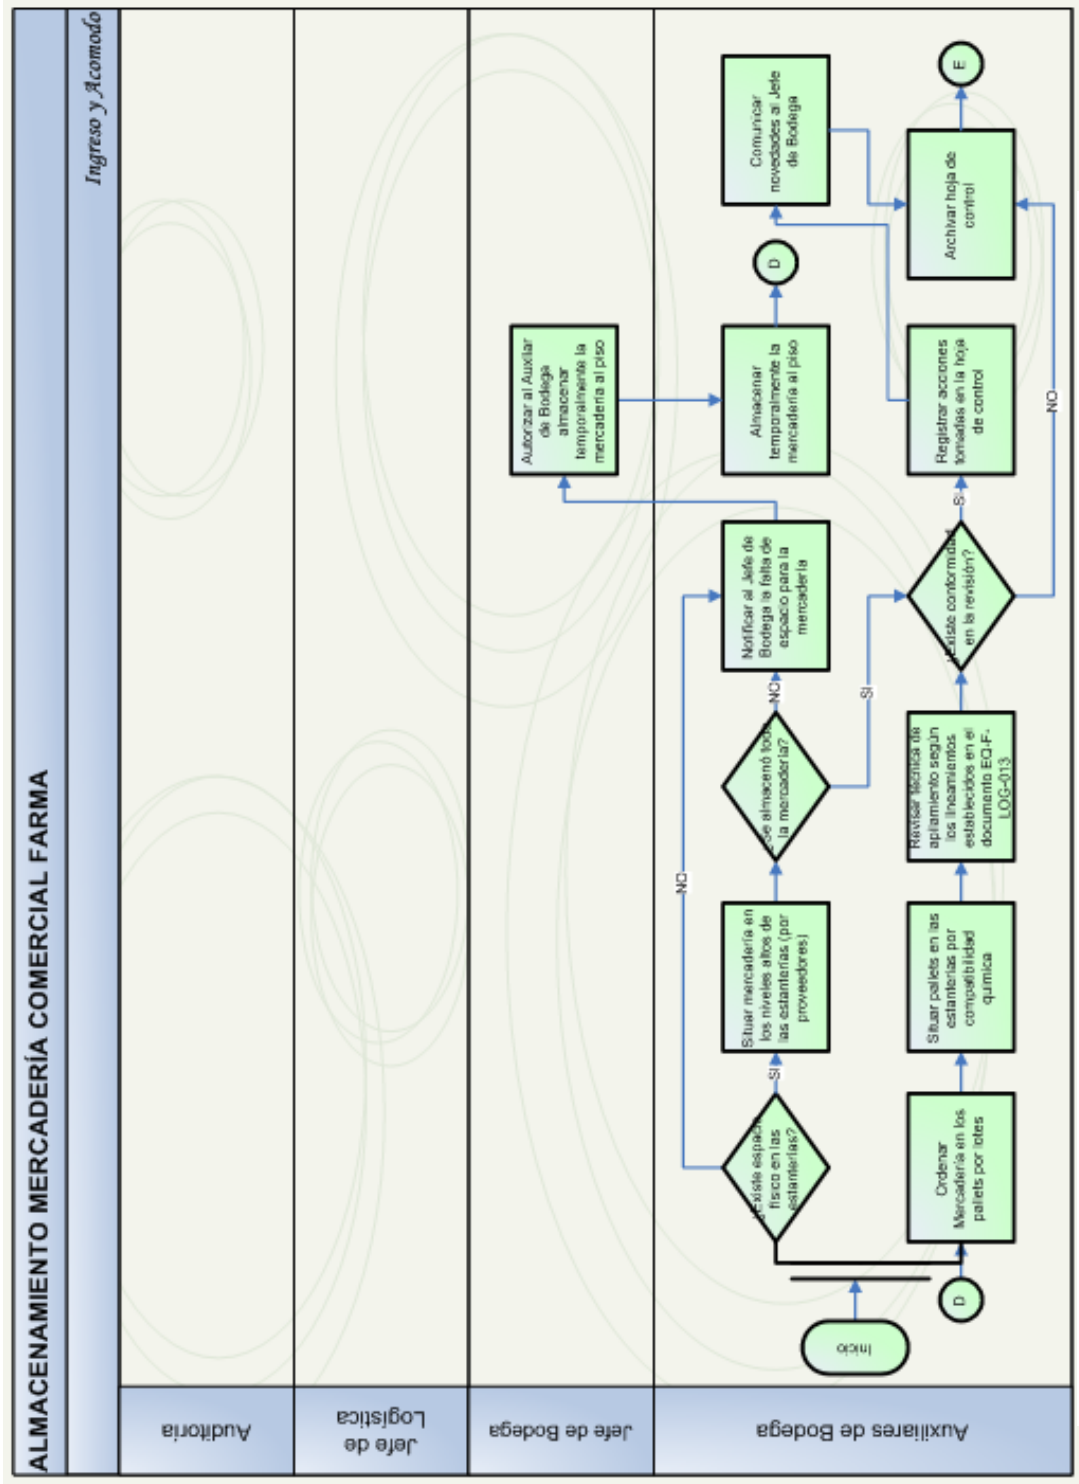 ALMACENAMIENTO MERCADERÍA COMERCIAL FARMA
Ingreso y Acomodo
Auditoria
Jefe de
Logística
Jefe de Bodega
Autorizar al Auxiliar
de Bodega
almacenar
temporalmente la
mercadería al piso
Auxiliares de Bodega
Inicio
¿Existe espacio
físico en las
estanterías?
SI
NO
Situar mercadería en
los niveles altos de
las estanterías (por
proveedores)
¿Se almacenó toda
la mercadería?
NO
SI
Notificar al Jefe de
Bodega la falta de
espacio para la
mercadería
Almacenar
temporalmente la
mercadería al piso
D
Comunicar
novedades al Jefe
de Bodega
D
Ordenar
Mercadería en los
pallets por lotes
Situar pallets en las
estanterías por
compatibilidad
química
Revisar técnica de
apilamiento según
los lineamientos
establecidos en el
documento EQ-F-
LOG-013
¿Existe conformidad
en la revisión?
SI
NO
Registrar acciones
tomadas en la hoja
de control
Archivar hoja de
control
E